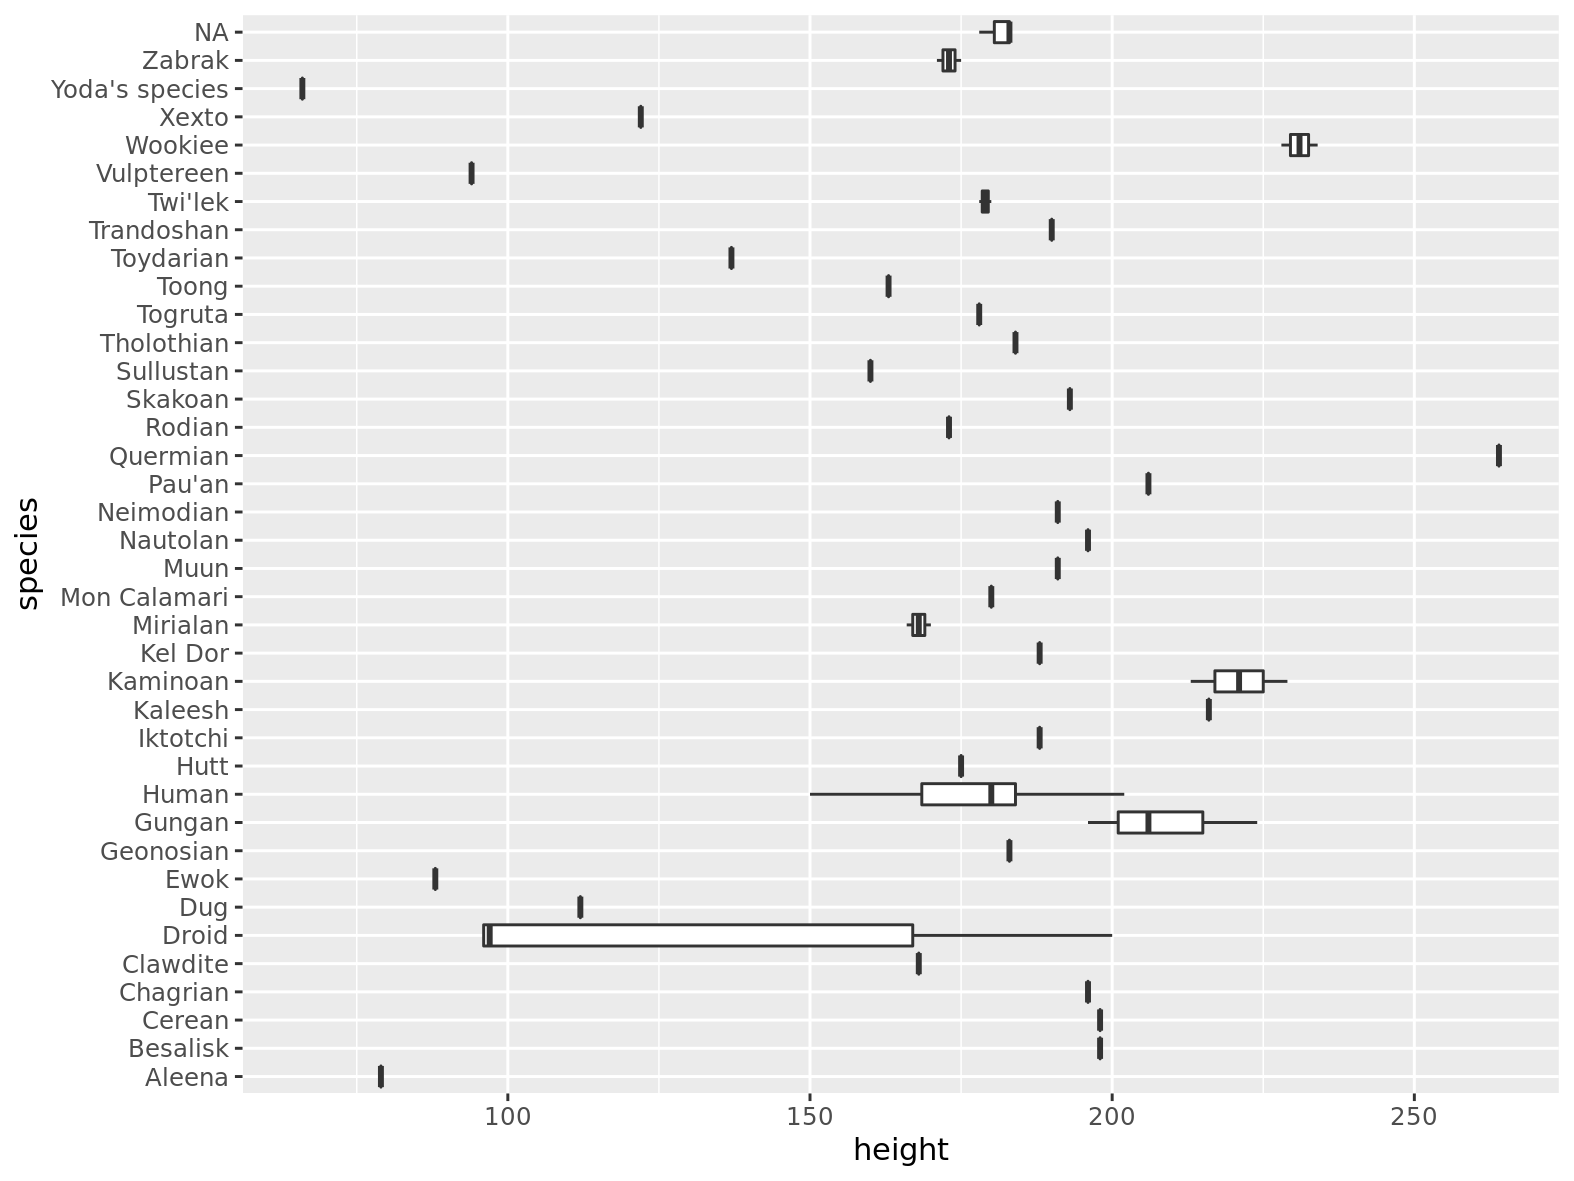 NA
Zabrak
Yoda's species
Xexto
Wookiee
Vulptereen
Twi'lek
Trandoshan
Toydarian
Toong
Togruta
Tholothian
Sullustan
Skakoan
Rodian
Quermian
Pau'an
Neimodian
Nautolan
Muun
Mon Calamari
Mirialan
Kel Dor
Kaminoan
Kaleesh
Iktotchi
Hutt
Human
Gungan
Geonosian
Ewok
Dug
Droid
Clawdite
Chagrian
Cerean
Besalisk
Aleena
species
100 150 200 250
height